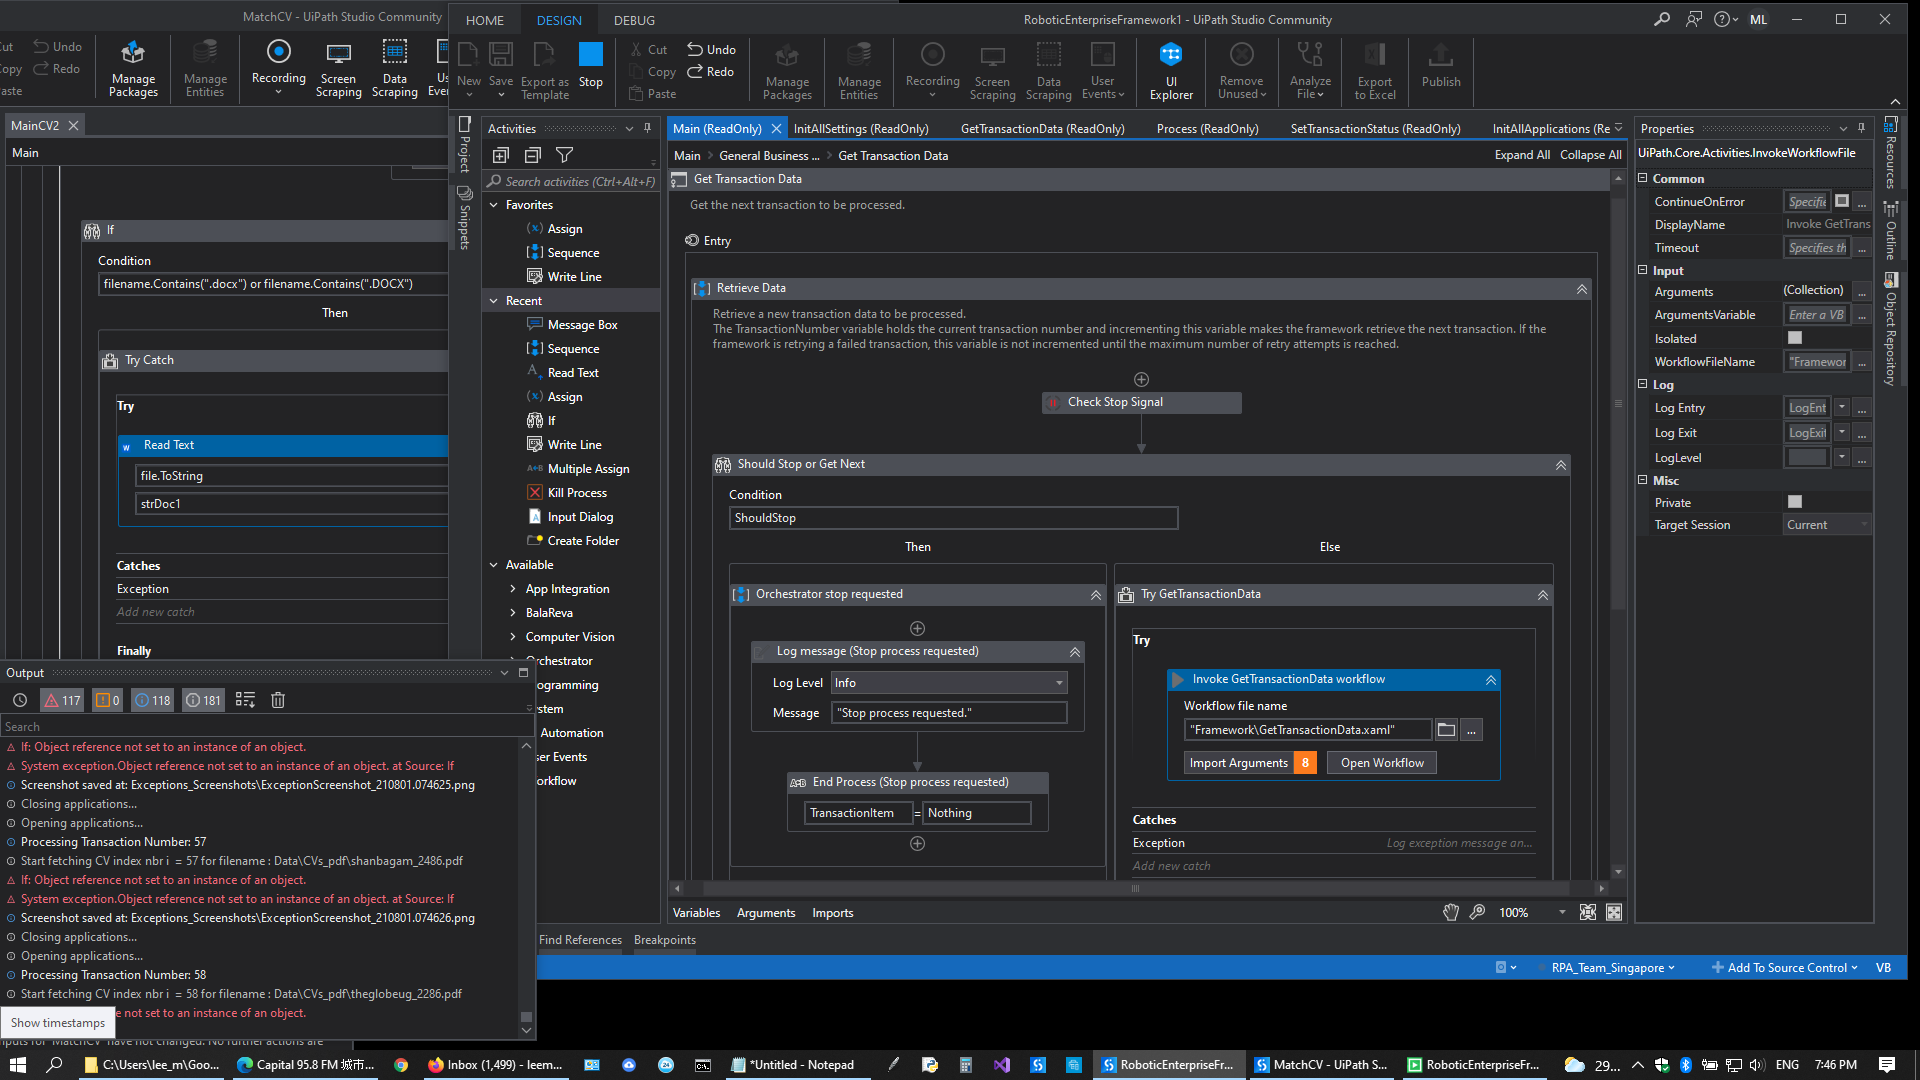 MatchCV - UiPath Studio Community
Undo
Redo
Manage Packages
Manage Entities
Recording
Screen Scraping
Data Scraping
MainCV2
Main
If
Condition
filename.Contains(".docx") or filename.Contains(".DOCX")
Then
Try Catch
Try
Read Text
file.ToString
strDoc1
Catches
Exception
Add new catch
Finally
HOME DESIGN DEBUG
RoboticEnterpriseFramework1 - UiPath Studio Community
ML
New
Save
Export as Template
Stop
Cut
Copy
Paste
Undo
Redo
Manage Packages
Manage Entities
Recording
Screen Scraping
Data Scraping
User Events
UI Explorer
Remove Unused
Analyze File
Export to Excel
Publish
Project
Snippets
Activities
Search activities (Ctrl+Alt+F)
Favorites
Assign
Sequence
Write Line
Recent
Message Box
Sequence
Read Text
Assign
If
Write Line
Multiple Assign
Kill Process
Input Dialog
Create Folder
Available
App Integration
BalaReva
Computer Vision
Orchestrator
Automation
Main (ReadOnly) InitAllSettings (ReadOnly) GetTransactionData (ReadOnly) Process (ReadOnly) SetTransactionStatus (ReadOnly) InitAllApplications (Re
Main > General Business ... > Get Transaction Data
Expand All Collapse All
Get Transaction Data
Get the next transaction to be processed.
Entry
Retrieve Data
Retrieve a new transaction data to be processed.
The TransactionNumber variable holds the current transaction number and incrementing this variable makes the framework retrieve the next transaction. If the
framework is retrying a failed transaction, this variable is not incremented until the maximum number of retry attempts is reached.
Check Stop Signal
Should Stop or Get Next
Condition
ShouldStop
Then Else
Orchestrator stop requested
Log message (Stop process requested)
Log Level Info
Message "Stop process requested."
End Process (Stop process requested)
TransactionItem = Nothing
Try GetTransactionData
Try
Invoke GetTransactionData workflow
Workflow file name
"Framework\GetTransactionData.xaml"
...
Import Arguments 8 Open Workflow
Catches
Exception Log exception message an...
Add new catch
Variables Arguments Imports
100%
Find References Breakpoints
RPA_Team_Singapore
Add To Source Control
VB
Properties
UiPath.Core.Activities.InvokeWorkflowFile
Common
ContinueOnError Specifie ...
DisplayName Invoke GetTrans
Timeout Specifies th ...
Input
Arguments (Collection) ...
ArgumentsVariable Enter a VB ...
Isolated
WorkflowFileName "Framewor ...
Log
Log Entry LogEnt ...
Log Exit LogExit ...
LogLevel ...
Misc
Private
Target Session Current
Resources
Outline
Object Repository
Output
117 0 118 181
Search
If: Object reference not set to an instance of an object.
System exception.Object reference not set to an instance of an object. at Source: If
Screenshot saved at: Exceptions_Screenshots\ExceptionScreenshot_210801.074625.png
Closing applications...
Opening applications...
Processing Transaction Number: 57
Start fetching CV index nbr i = 57 for filename : Data\CVs_pdf\shanbagam_2486.pdf
If: Object reference not set to an instance of an object.
System exception.Object reference not set to an instance of an object. at Source: If
Screenshot saved at: Exceptions_Screenshots\ExceptionScreenshot_210801.074626.png
Closing applications...
Opening applications...
Processing Transaction Number: 58
Start fetching CV index nbr i = 58 for filename : Data\CVs_pdf\theglobeug_2286.pdf
not set to an instance of an object.
Show timestamps
C:\Users\lee_m\Goo...
Capital 95.8 FM 城市...
Inbox (1,499) - leem...
*Untitled - Notepad
RoboticEnterpriseFr...
MatchCV - UiPath S...
RoboticEnterpriseFr...
29...
ENG
7:46 PM